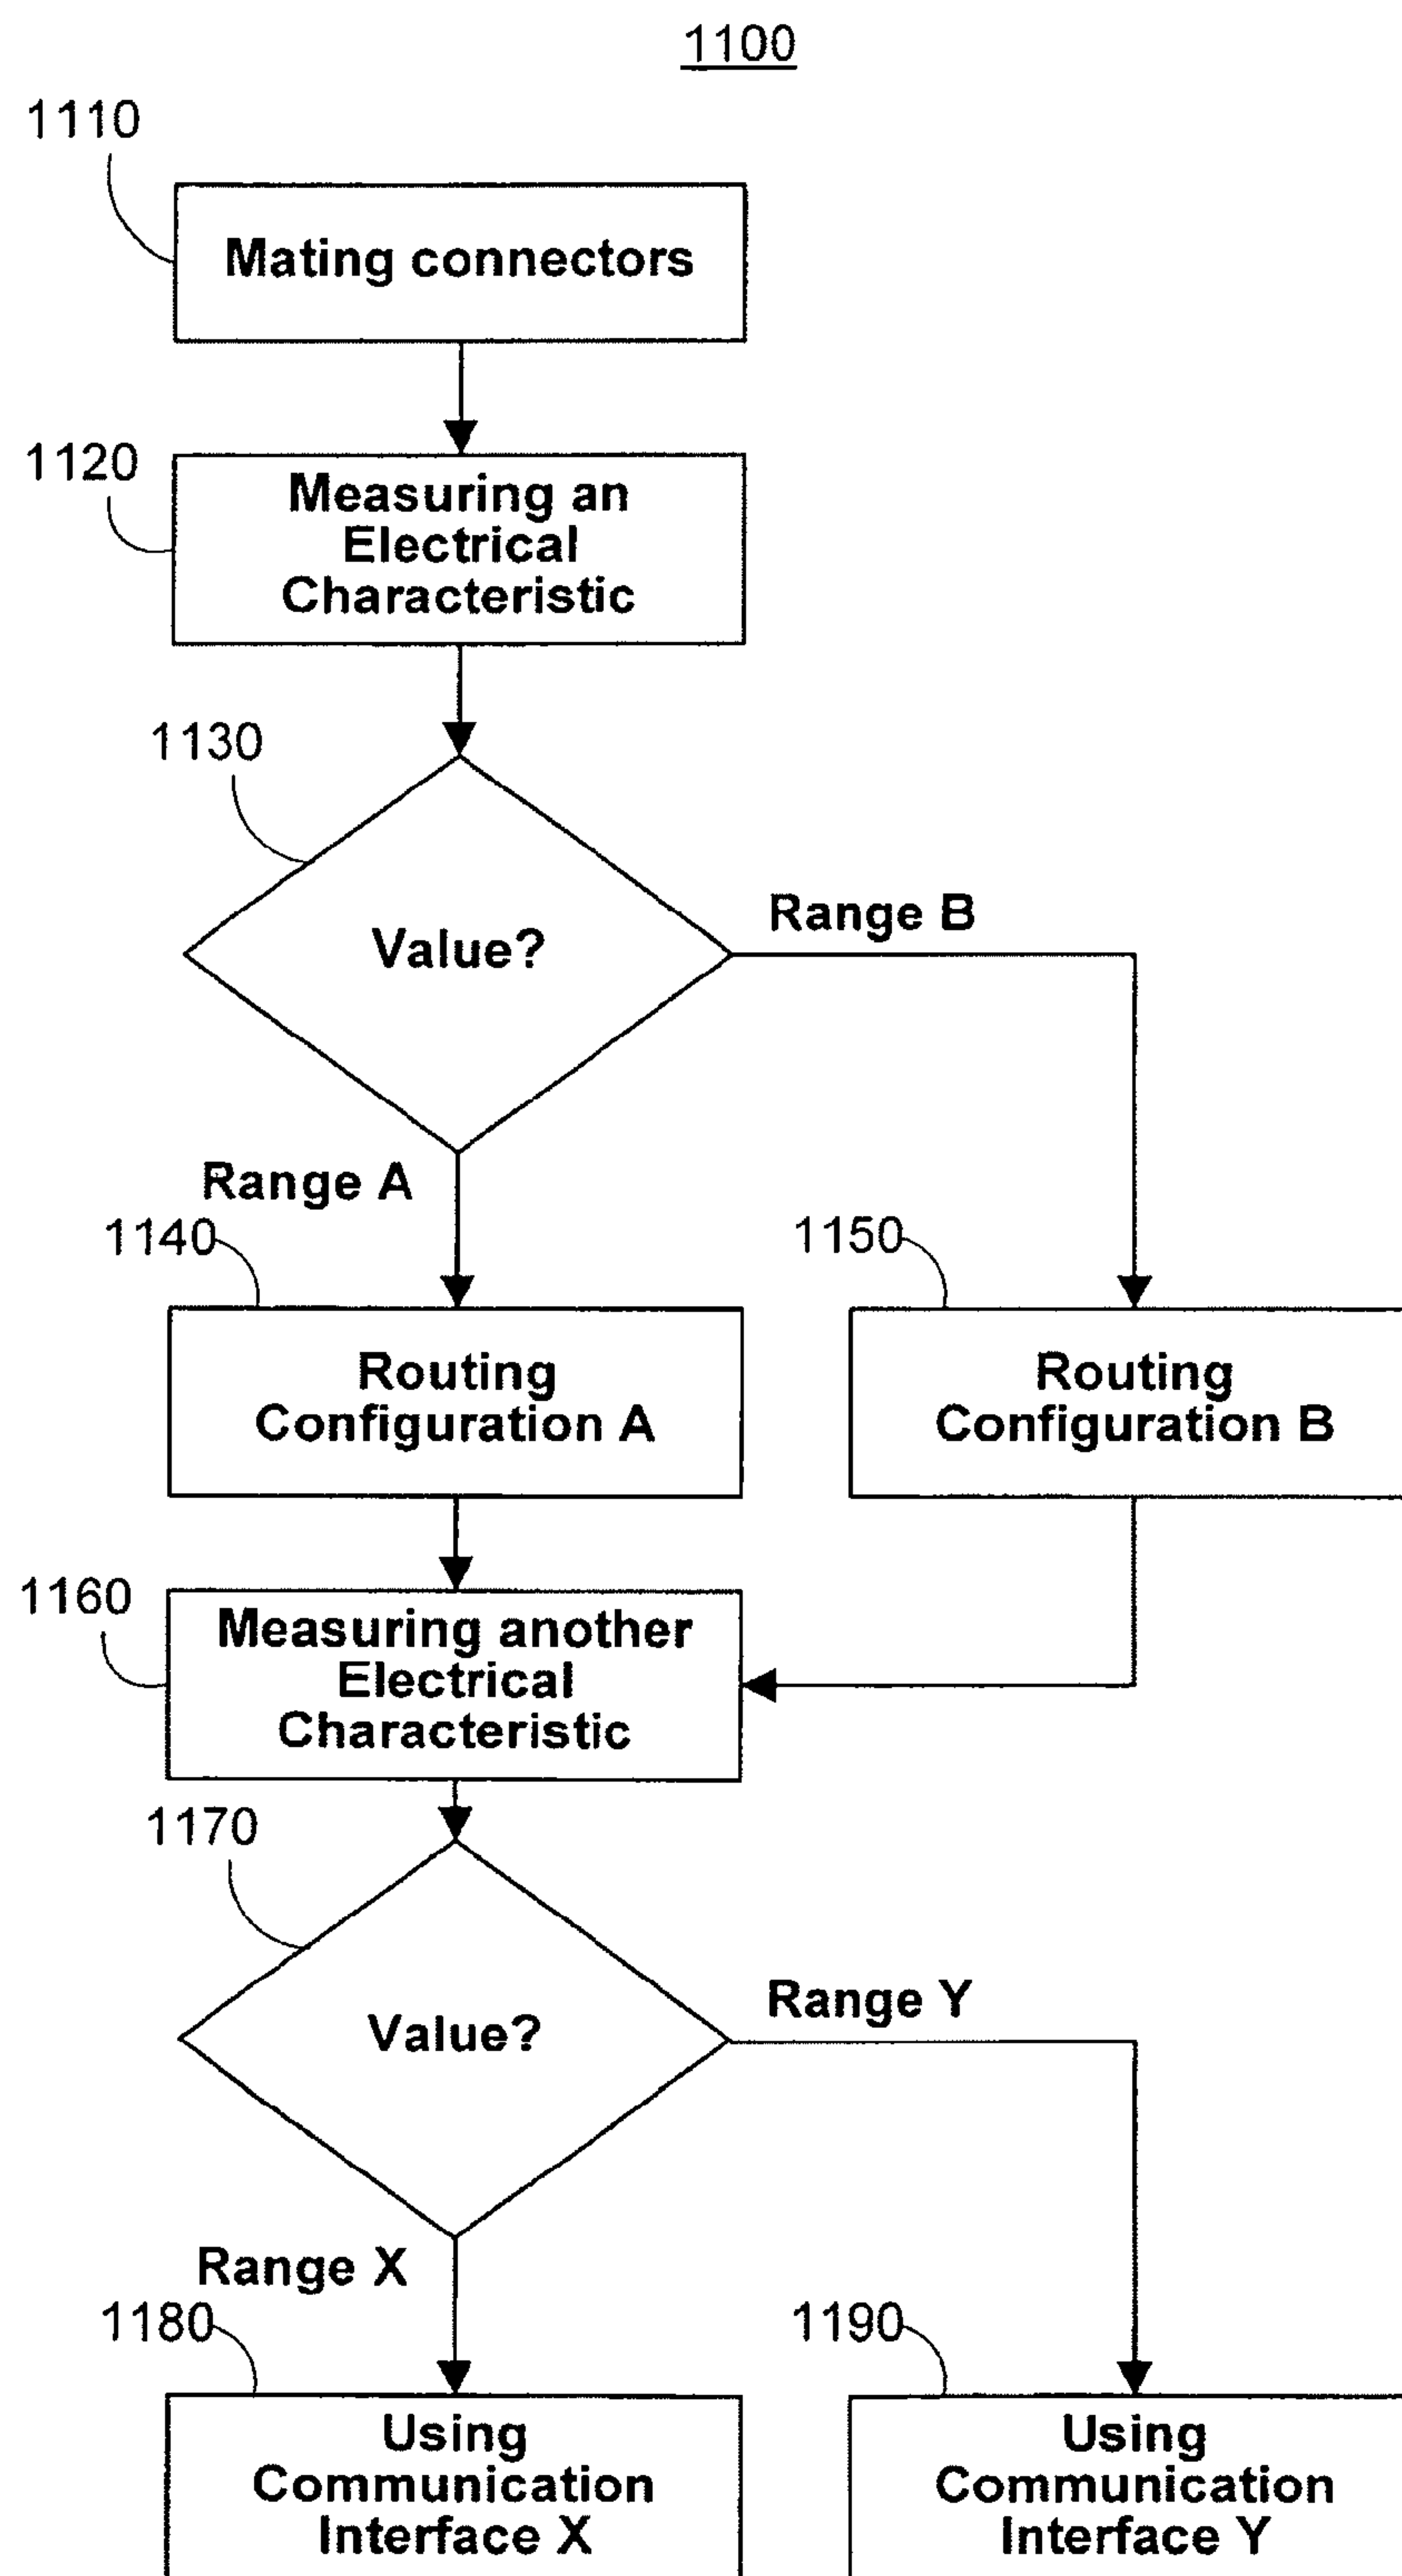 1100
1110
Mating connectors
1120
Measuring an
Electrical
Characteristic
1130
Value?
Range B
Range A
1140
Routing
Configuration A
1150
Routing
Configuration B
1160
Measuring another
Electrical
Characteristic
1170
Value?
Range Y
Range X
1180
Using
Communication
Interface X
1190
Using
Communication
Interface Y